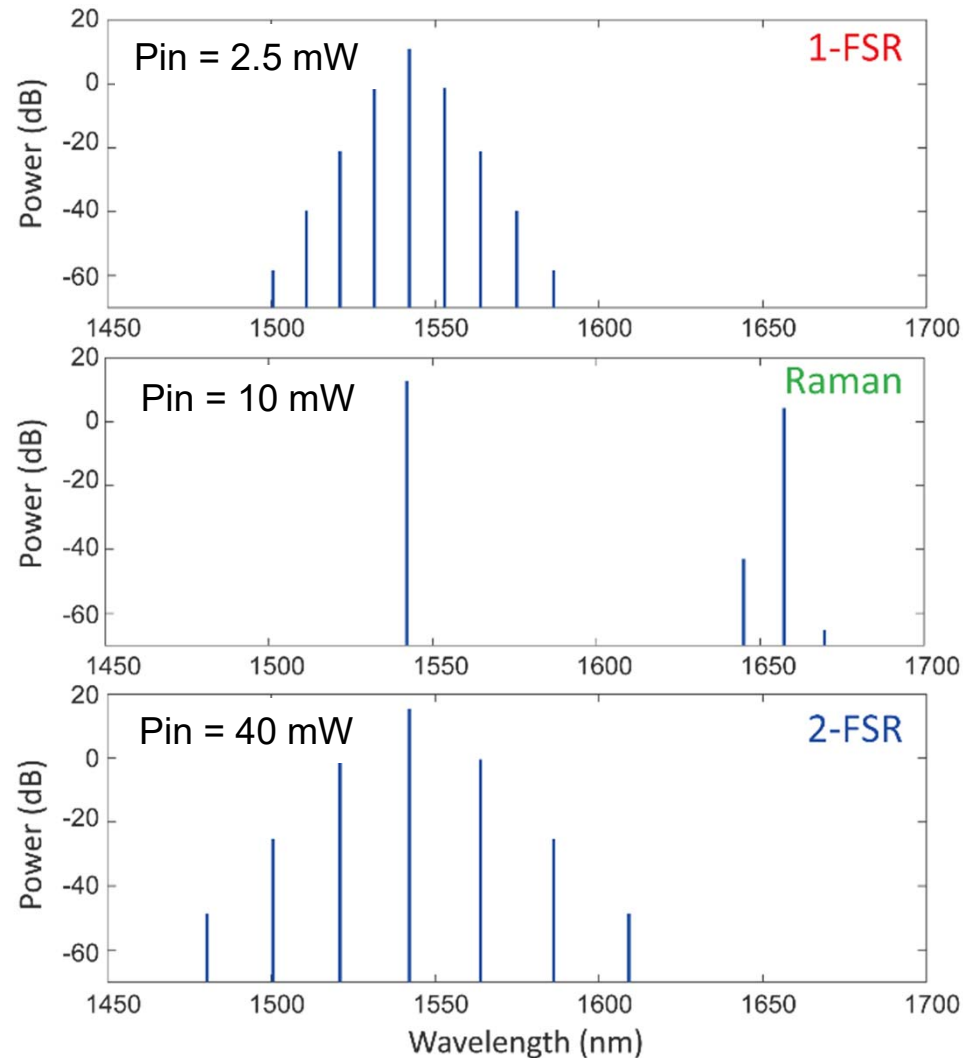 20
Pin = 2.5 mW
1-FSR
0
-20
-40
-60
Power (dB)
1450 1500 1550 1600 1650 1700
20
Pin = 10 mW
Raman
0
-20
-40
-60
Power (dB)
1450 1500 1550 1600 1650 1700
20
Pin = 40 mW
2-FSR
0
-20
-40
-60
Power (dB)
1450 1500 1550 1600 1650 1700
Wavelength (nm)